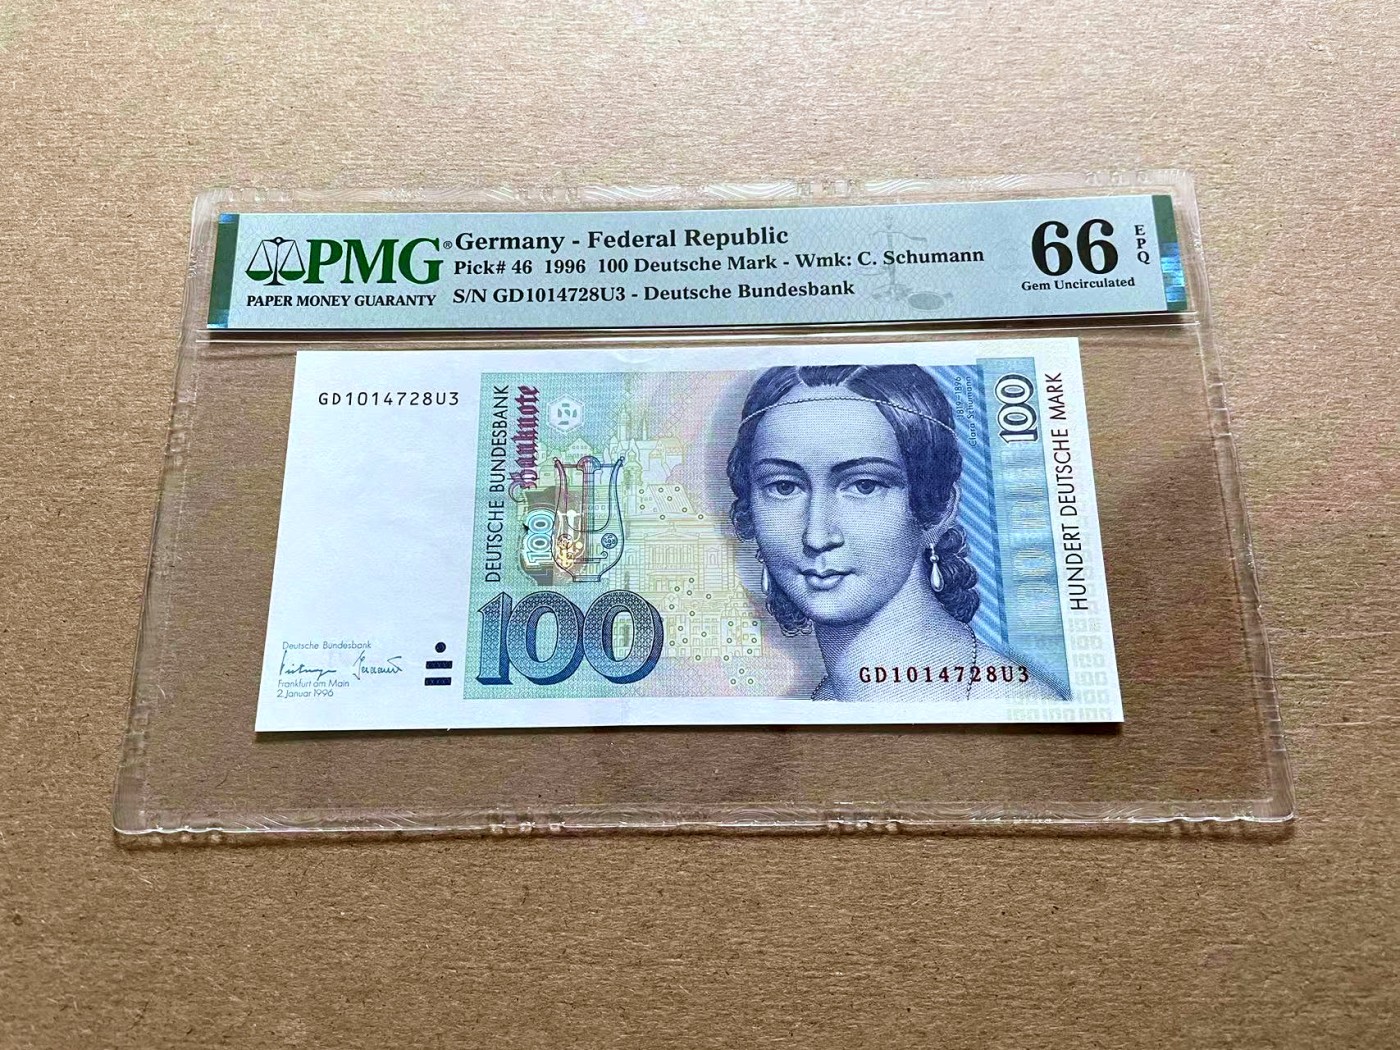 PMG®
PAPER MONEY GUARANTY
Germany - Federal Republic
Pick# 46 1996 100 Deutsche Mark - Wmk: C. Schumann
S/N GD1014728U3 - Deutsche Bundesbank
66
EPQ
Gem Uncirculated
GD1014728U3
DEUTSCHE BUNDESBANK
Banknote
100
100
1819-1896
Clara Schumann
100
HUNDERT DEUTSCHE MARK
Deutsche Bundesbank
Frankfurt am Main
2. Januar 1996
GD1014728U3